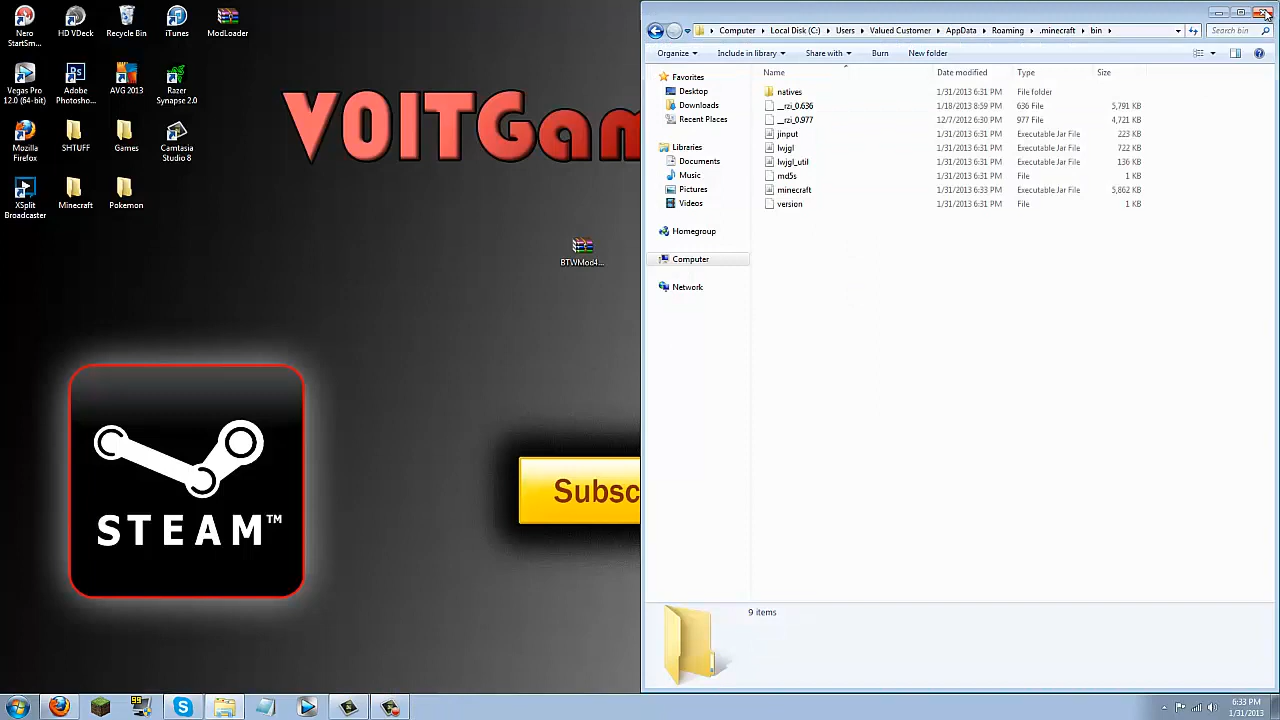 Nero StartSm...
HD VDeck
Recycle Bin
iTunes
ModLoader
Vegas Pro 12.0 (64-bit)
Adobe Photosho...
AVG 2013
Razer Synapse 2.0
Mozilla Firefox
SHTUFF
Games
Camtasia Studio 8
XSplit Broadcaster
Minecraft
Pokemon
VOITGam
BTWMod4...
STEAM™
Subsc
Computer
Local Disk (C:)
Users
Valued Customer
AppData
Roaming
.minecraft
bin
Search bin
Organize
Include in library
Share with
Burn
New folder
Favorites
Desktop
Downloads
Recent Places
Libraries
Documents
Music
Pictures
Videos
Homegroup
Computer
Network
Name Date modified Type Size
natives 1/31/2013 6:31 PM File folder
__rzi_0.636 1/18/2013 8:59 PM 636 File 5,791 KB
__rzi_0.977 12/7/2012 6:30 PM 977 File 4,721 KB
jinput 1/31/2013 6:31 PM Executable Jar File 223 KB
lwjgl 1/31/2013 6:31 PM Executable Jar File 722 KB
lwjgl_util 1/31/2013 6:31 PM Executable Jar File 136 KB
md5s 1/31/2013 6:31 PM File 1 KB
minecraft 1/31/2013 6:33 PM Executable Jar File 5,862 KB
version 1/31/2013 6:31 PM File 1 KB
9 items
99
6:33 PM
1/31/2013